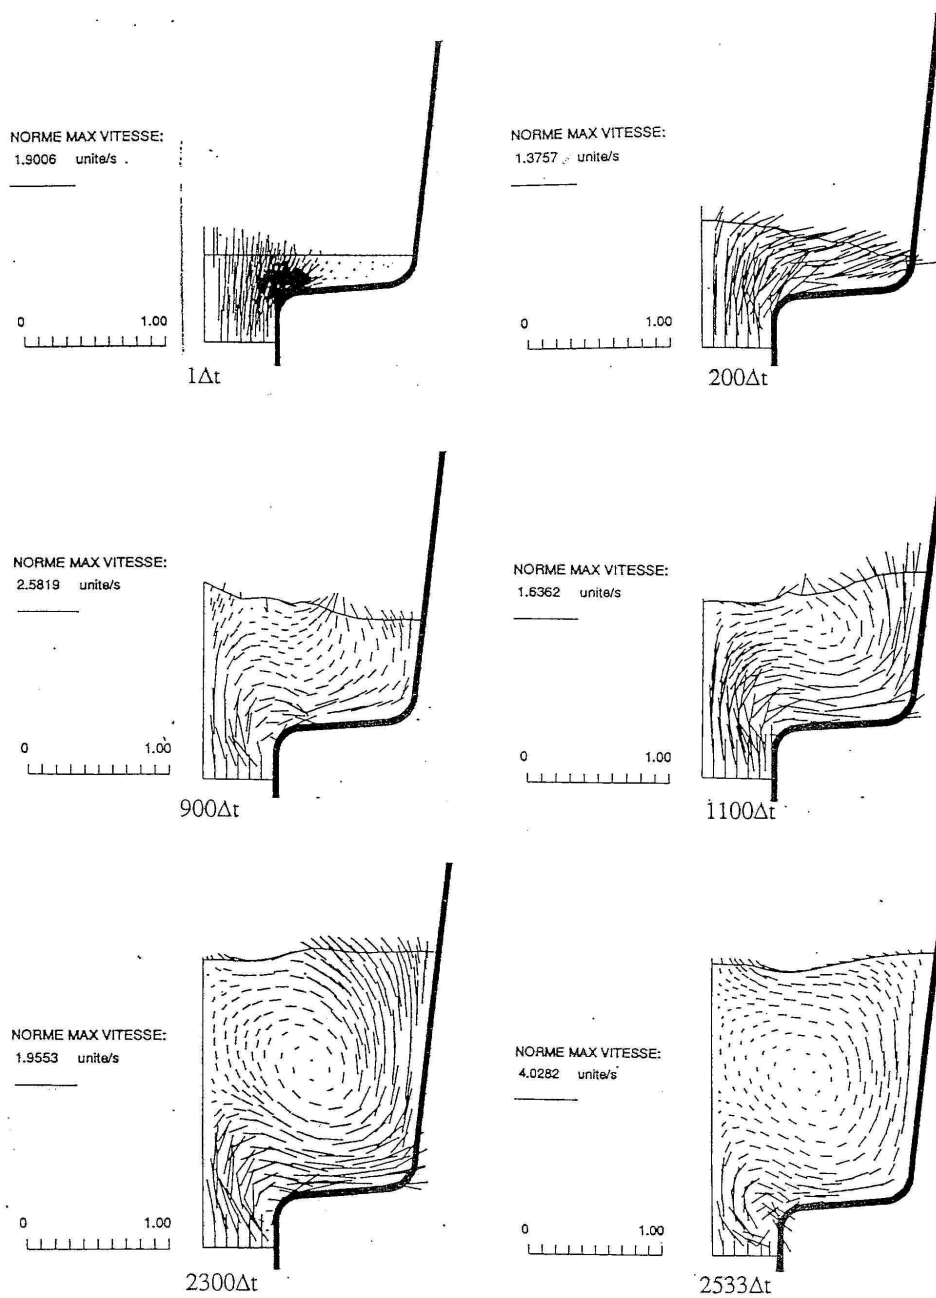 NORME MAX VITESSE:
1.9006 unite/s
0 1.00
1Δt
NORME MAX VITESSE:
1.3757 unite/s
0 1.00
200Δt
NORME MAX VITESSE:
2.5819 unite/s
0 1.00
900Δt
NORME MAX VITESSE:
1.6362 unite/s
0 1.00
1100Δt
NORME MAX VITESSE:
1.9553 unite/s
0 1.00
2300Δt
NORME MAX VITESSE:
4.0282 unite/s
0 1.00
2533Δt